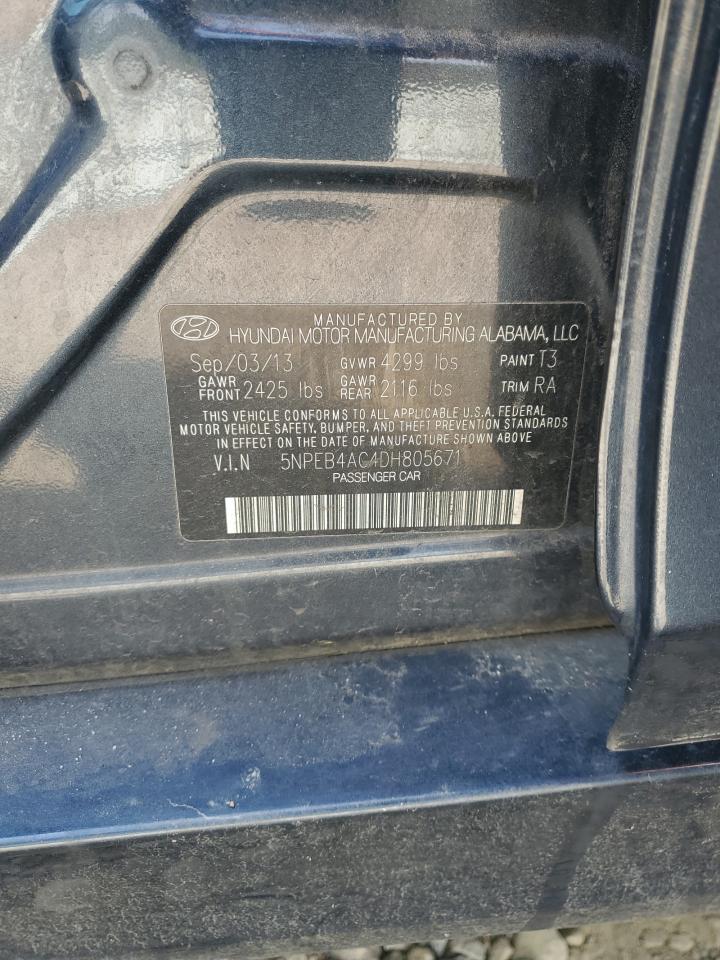 MANUFACTURED BY
HYUNDAI MOTOR MANUFACTURING ALABAMA, LLC
Sep/03/13 GVWR 4299 lbs PAINT T3
GAWR FRONT 2425 lbs GAWR REAR 2116 lbs TRIM RA
THIS VEHICLE CONFORMS TO ALL APPLICABLE U.S.A. FEDERAL
MOTOR VEHICLE SAFETY, BUMPER, AND THEFT PREVENTION STANDARDS
IN EFFECT ON THE DATE OF MANUFACTURE SHOWN ABOVE
V.I.N 5NPEB4AC4DH805671
PASSENGER CAR